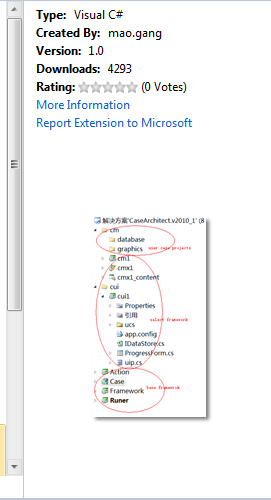 Type: Visual C#
Created By: mao.gang
Version: 1.0
Downloads: 4293
Rating: (0 Votes)
More Information
Report Extension to Microsoft
解决方案'CaseArchitect.v2010_1' (8
cm
database
graphics
user case projects
cm1
cmx1
cmx1_content
cui
cui1
Properties
引用
select framework
ucs
app.config
IDataStore.cs
ProgressForm.cs
uip.cs
Action
Case
Framework
base framework
Runer